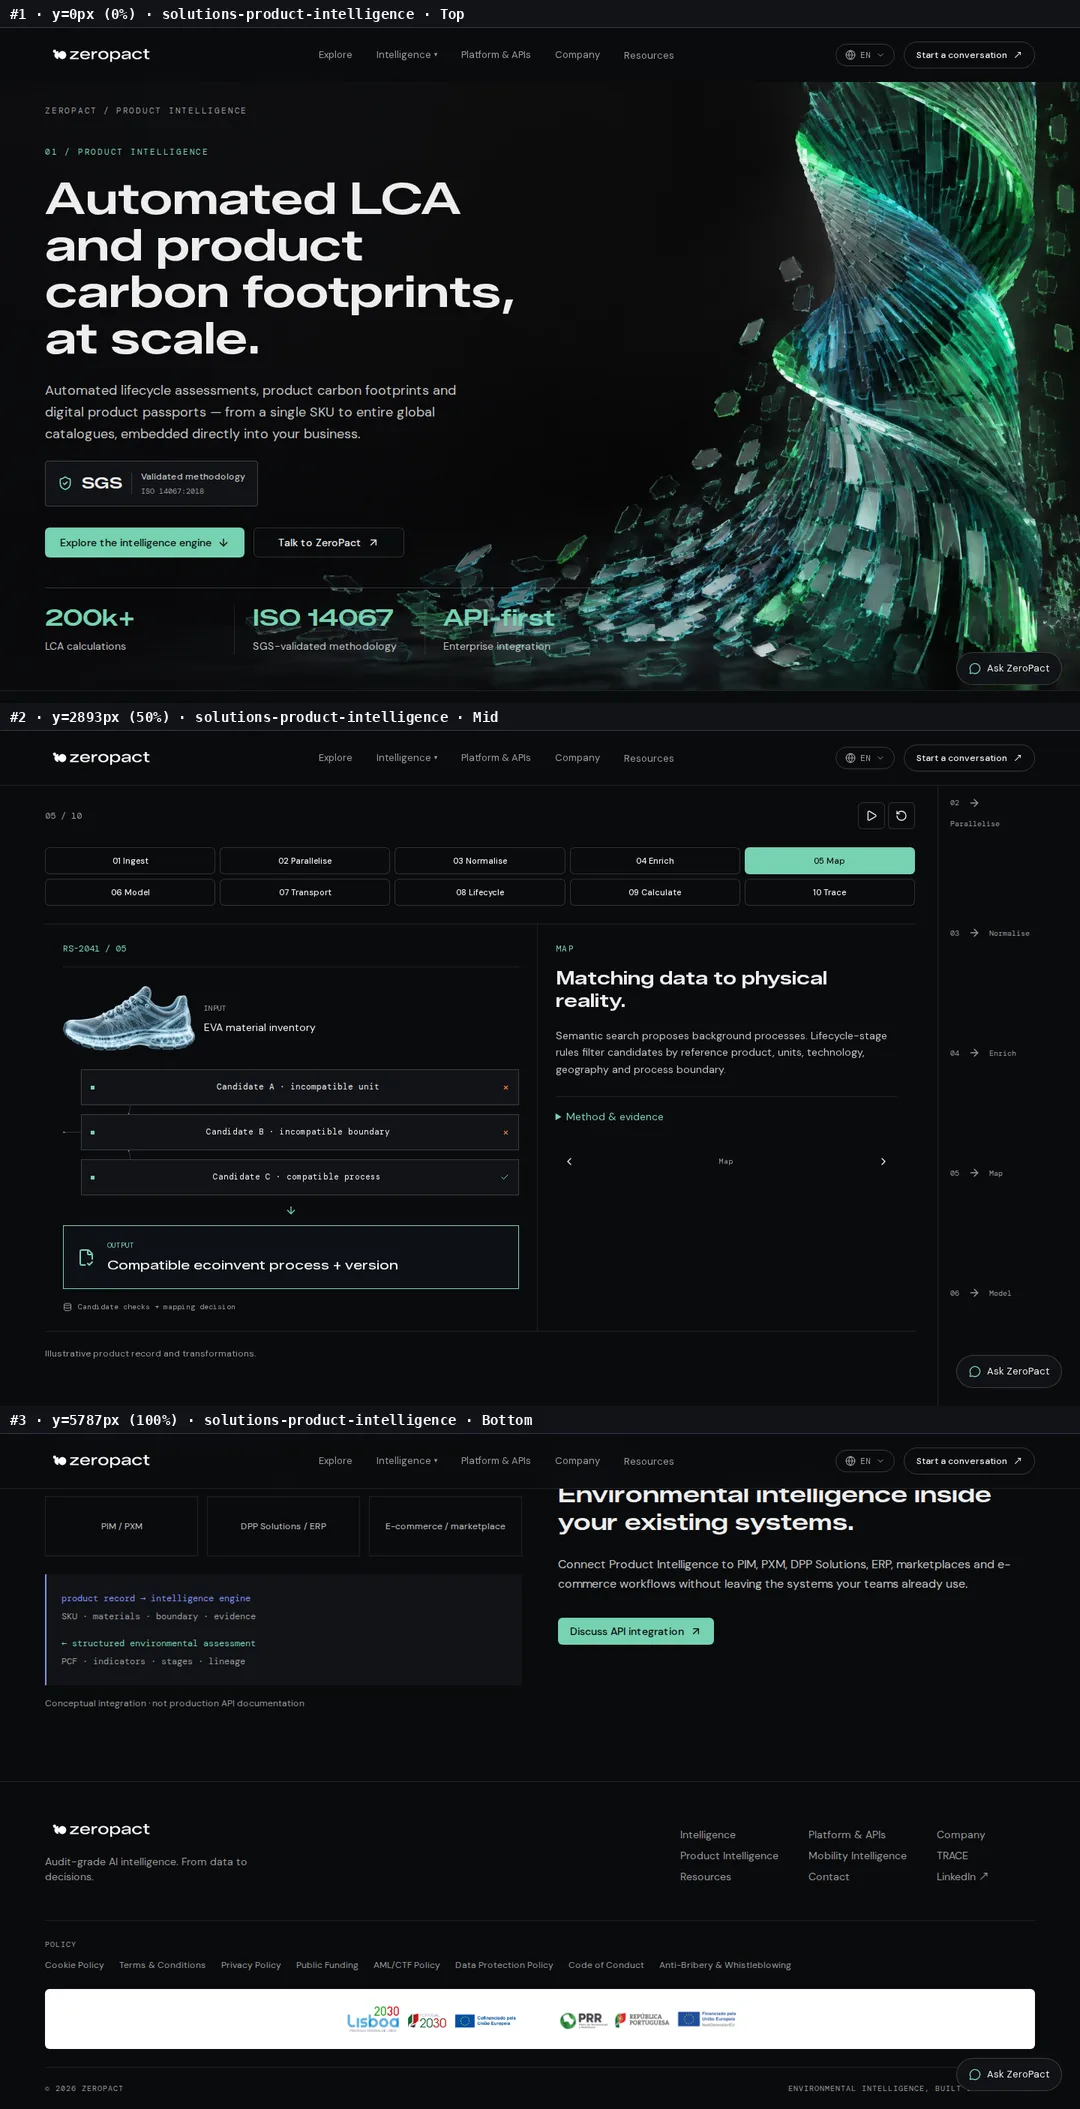 #1 · y=0px (0%) · solutions-product-intelligence · Top
zeropact
Explore
Intelligence ▾
Platform & APIs
Company
Resources
EN
Start a conversation ↗
ZEROPACT / PRODUCT INTELLIGENCE
01 / PRODUCT INTELLIGENCE
Automated LCA
and product
carbon footprints,
at scale.
Automated lifecycle assessments, product carbon footprints and
digital product passports — from a single SKU to entire global
catalogues, embedded directly into your business.
SGS
Validated methodology
ISO 14067:2018
Explore the intelligence engine ↓
Talk to ZeroPact ↗
200k+
LCA calculations
ISO 14067
SGS-validated methodology
API-first
Enterprise integration
Ask ZeroPact
#2 · y=2893px (50%) · solutions-product-intelligence · Mid
zeropact
Explore
Intelligence ▾
Platform & APIs
Company
Resources
EN
Start a conversation ↗
05 / 10
01 Ingest
02 Parallelise
03 Normalise
04 Enrich
05 Map
06 Model
07 Transport
08 Lifecycle
09 Calculate
10 Trace
RS-2041 / 05
INPUT
EVA material inventory
Candidate A · incompatible unit ×
Candidate B · incompatible boundary ×
Candidate C · compatible process ✓
↓
OUTPUT
Compatible ecoinvent process + version
Candidate checks + mapping decision
MAP
Matching data to physical
reality.
Semantic search proposes background processes. Lifecycle-stage
rules filter candidates by reference product, units, technology,
geography and process boundary.
▶ Method & evidence
‹ Map ›
Illustrative product record and transformations.
02 →
Parallelise
03 → Normalise
04 → Enrich
05 → Map
06 → Model
Ask ZeroPact
#3 · y=5787px (100%) · solutions-product-intelligence · Bottom
zeropact
Explore
Intelligence ▾
Platform & APIs
Company
Resources
EN
Start a conversation ↗
PIM / PXM
DPP Solutions / ERP
E-commerce / marketplace
product record → intelligence engine
SKU · materials · boundary · evidence
← structured environmental assessment
PCF · indicators · stages · lineage
Conceptual integration · not production API documentation
Environmental intelligence inside
your existing systems.
Connect Product Intelligence to PIM, PXM, DPP Solutions, ERP, marketplaces and e-
commerce workflows without leaving the systems your teams already use.
Discuss API integration ↗
zeropact
Audit-grade AI intelligence. From data to
decisions.
Intelligence
Platform & APIs
Company
Product Intelligence
Mobility Intelligence
TRACE
Resources
Contact
LinkedIn ↗
POLICY
Cookie Policy
Terms & Conditions
Privacy Policy
Public Funding
AML/CTF Policy
Data Protection Policy
Code of Conduct
Anti-Bribery & Whistleblowing
Lisboa 2030
2030
Cofinanciado pela
União Europeia
PRR
REPÚBLICA
PORTUGUESA
Financiado pela
União Europeia
© 2026 ZEROPACT
ENVIRONMENTAL INTELLIGENCE, BUILT
Ask ZeroPact